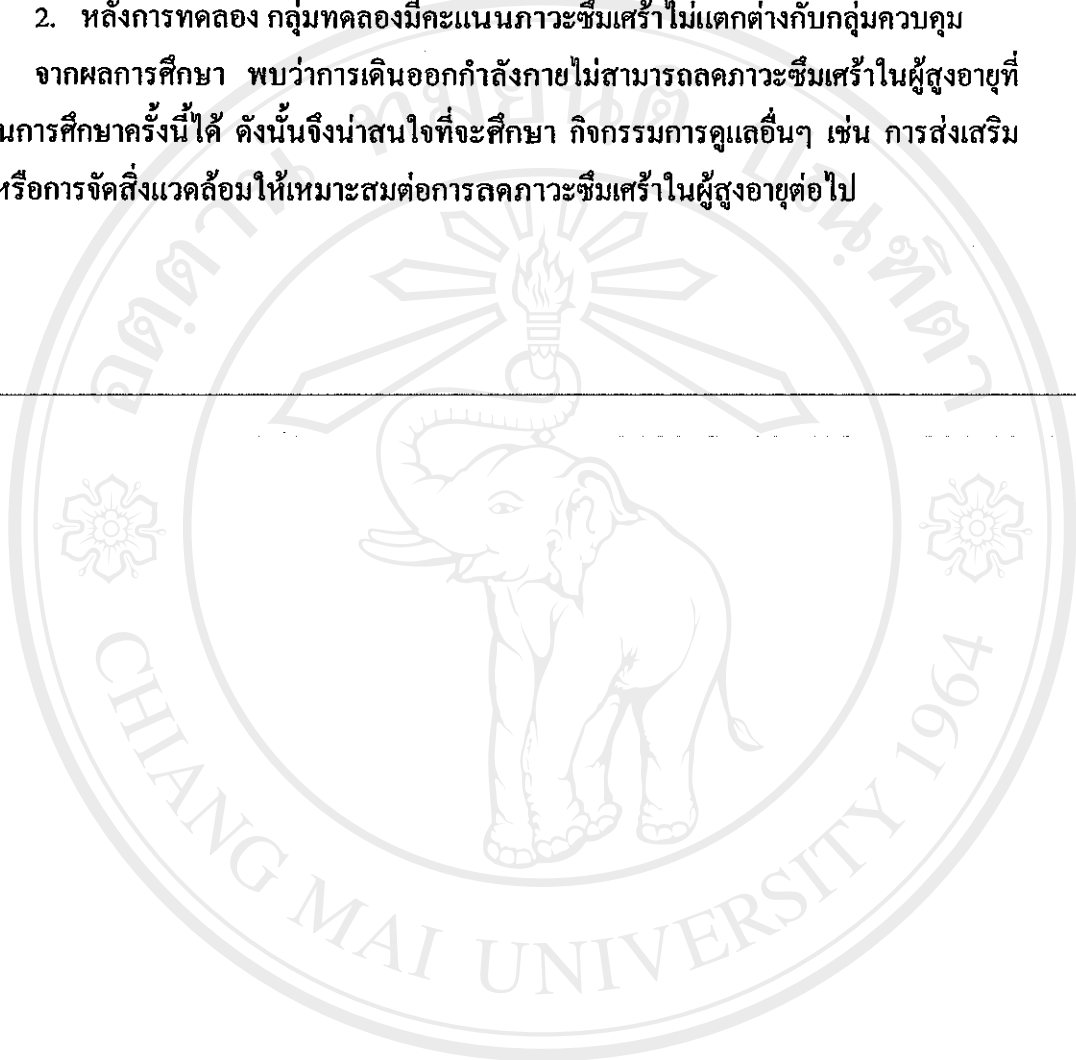 2. หลังการทดลอง กลุ่มทดลองมีคะแนนภาวะซึมเศร้าไม่แตกต่างกับกลุ่มควบคุม
จากผลการศึกษา พบว่าการเดินออกกำลังกายไม่สามารถลดภาวะซึมเศร้าในผู้สูงอายุที่
นการศึกษาครั้งนี้ได้ ดังนั้นจึงน่าสนใจที่จะศึกษา กิจกรรมการดูแลอื่นๆ เช่น การส่งเสริม
หรือการจัดสิ่งแวดล้อมให้เหมาะสมต่อการลดภาวะซึมเศร้าในผู้สูงอายุต่อไป
CHIANG MAI UNIVERSITY 1964